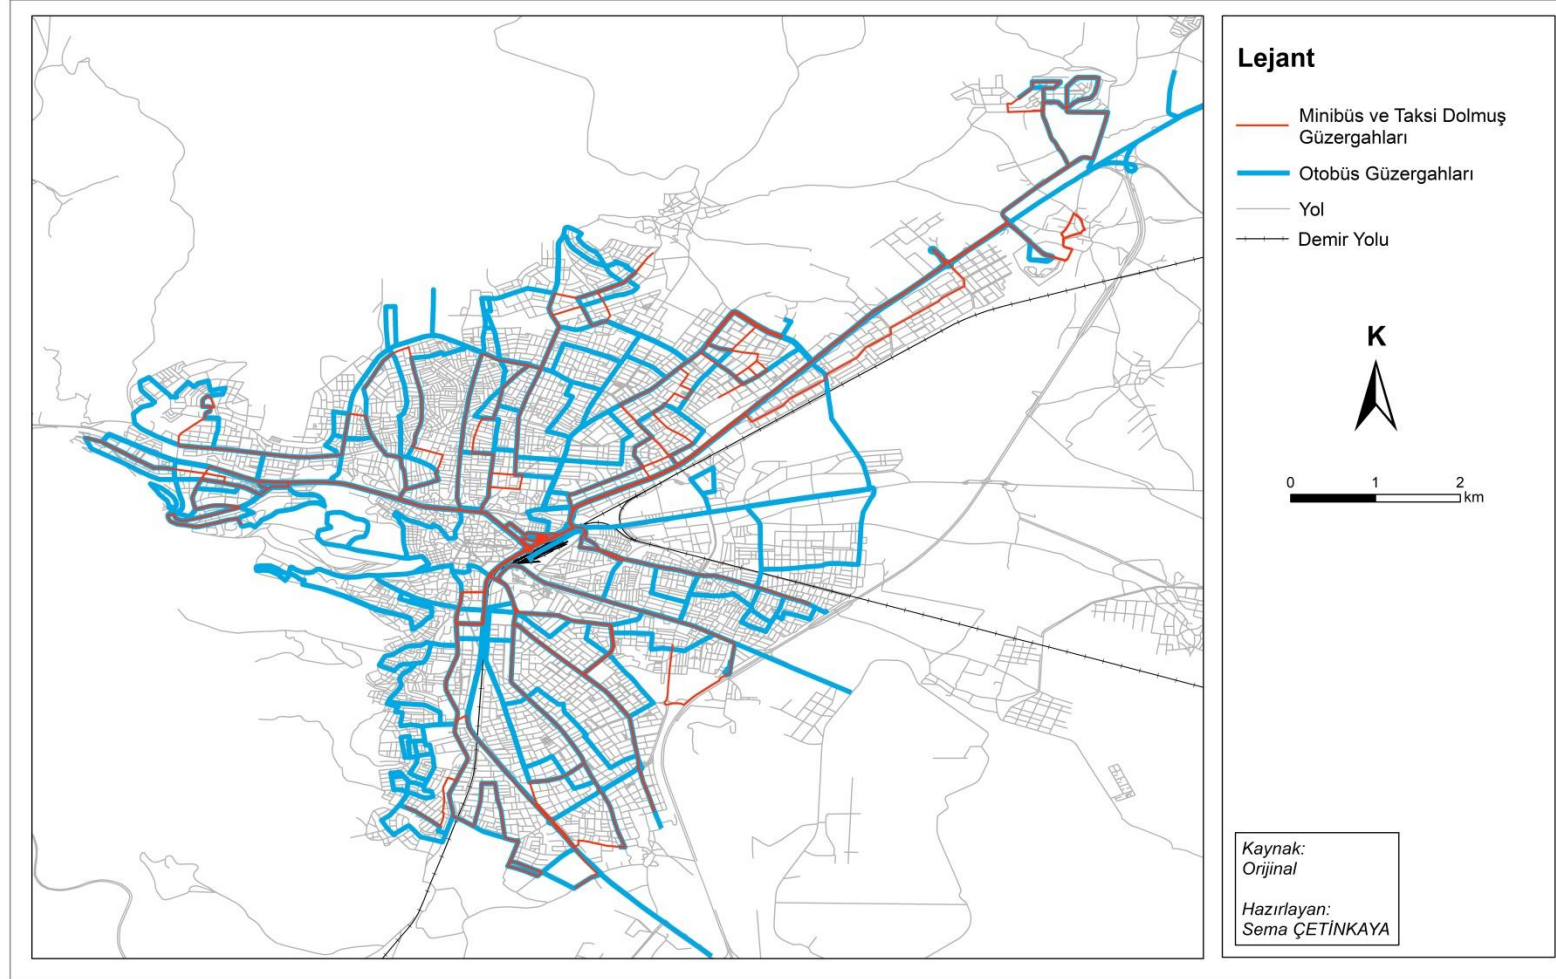 Lejant
Minibüs ve Taksi Dolmuş
Güzergahları
Otobüs Güzergahları
Yol
Demir Yolu
K
0 1 2
km
Kaynak:
Orijinal
Hazırlayan:
Sema ÇETİNKAYA